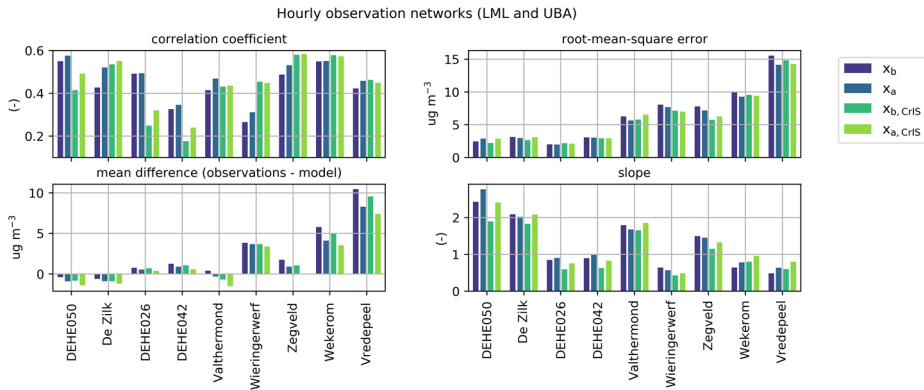 Hourly observation networks (LML and UBA)
correlation coefficient
0.6
0.4
0.2
(-)
root-mean-square error
15
10
5
0
ug m⁻³
x_b
x_a
x_b, CrIS
x_a, CrIS
mean difference (observations - model)
10
5
0
ug m⁻³
DEHE050
De Zilk
DEHE026
DEHE042
Valthermond
Wieringerwerf
Zegveld
Wekerom
Vredepeel
slope
2
1
0
(-)
DEHE050
De Zilk
DEHE026
DEHE042
Valthermond
Wieringerwerf
Zegveld
Wekerom
Vredepeel